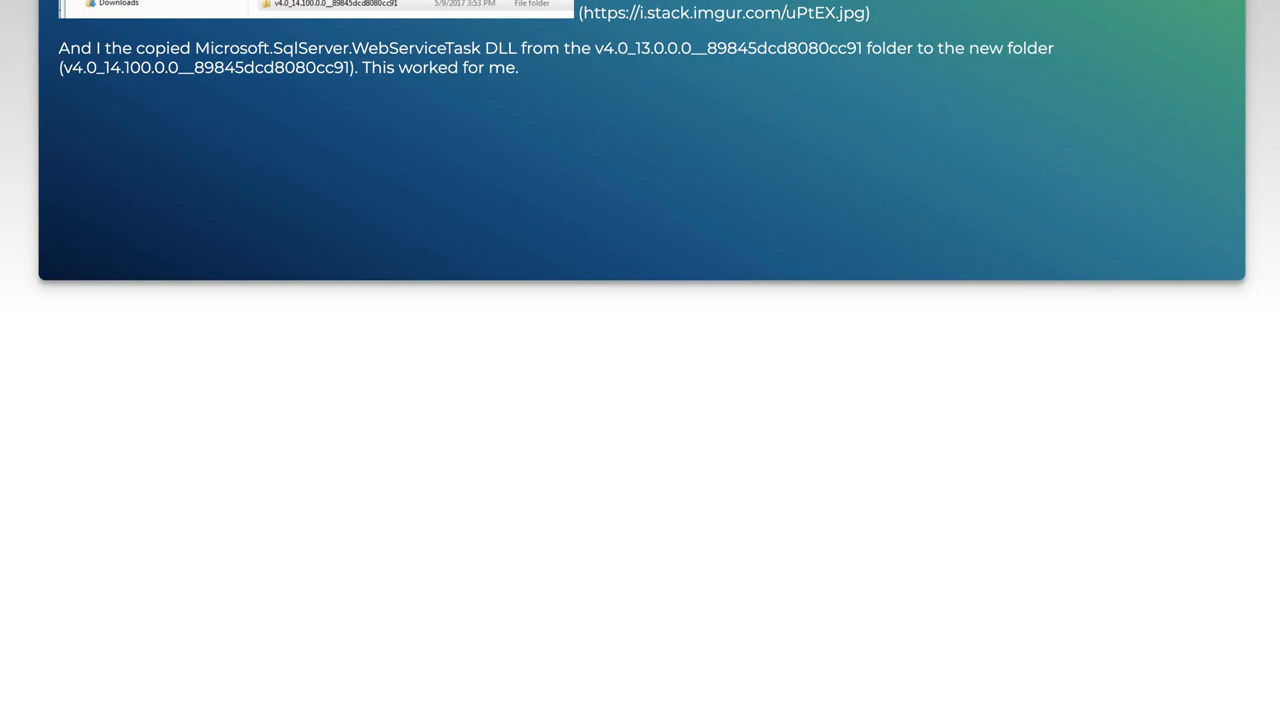 Downloads v4.0_14.100.0.0__89845dcd8080cc91 5/9/2017 3:53 PM File folder
(https://i.stack.imgur.com/uPtEX.jpg)
And I the copied Microsoft.SqlServer.WebServiceTask DLL from the v4.0_13.0.0.0__89845dcd8080cc91 folder to the new folder
(v4.0_14.100.0.0__89845dcd8080cc91). This worked for me.